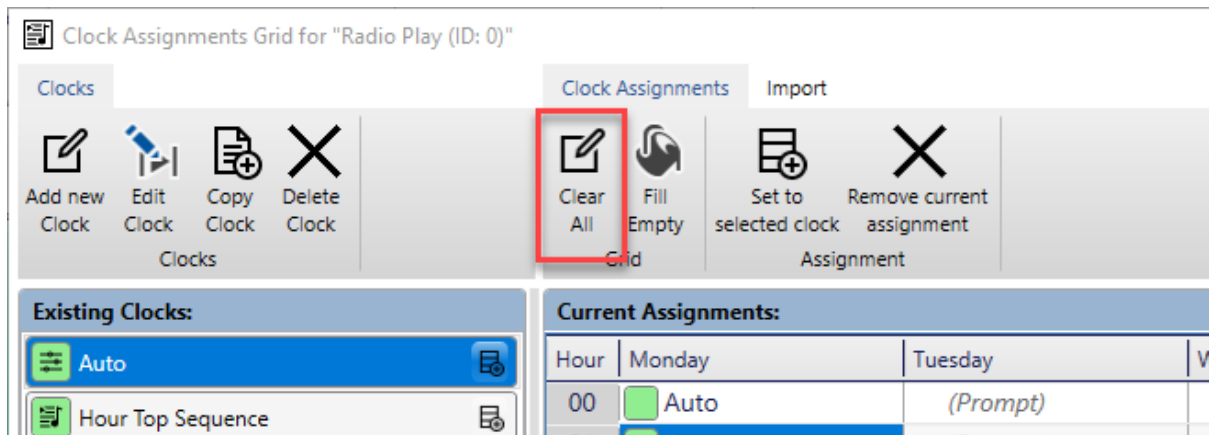 Clock Assignments Grid for "Radio Play (ID: 0)"
Clocks
Clock Assignments Import
Add new Clock
Edit Clock
Copy Clock
Delete Clock
Clear All
Fill Empty
Set to selected clock
Remove current assignment
Clocks
Grid
Assignment
Existing Clocks:
Current Assignments:
Auto
Hour Monday Tuesday W
Hour Top Sequence
00 Auto (Prompt)